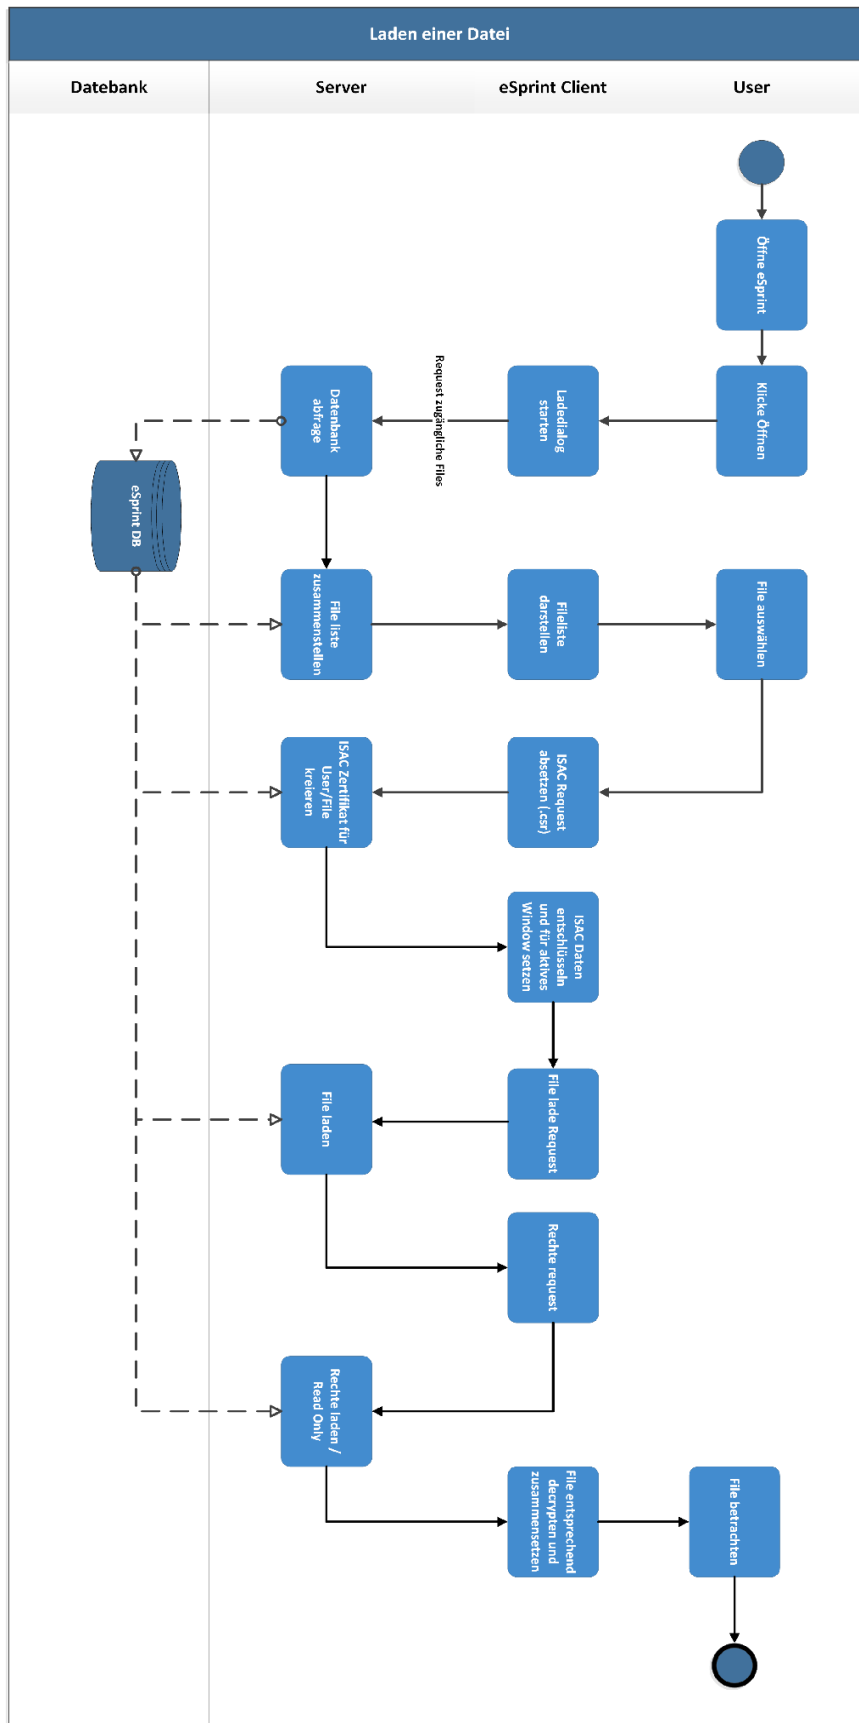 Laden einer Datei
Datebank
Server
eSprint Client
User
Öffne eSprint
Klicke Öffnen
Ladedialog
starten
Request zugängliche Files
Datenbank
abfrage
eSprint DB
File liste
zusammenstellen
Fileliste
darstellen
File auswählen
ISAC Request
absetzen (.csr)
ISAC Zertifikat für
User/File
kreieren
ISAC Daten
entschlüsseln
und für aktives
Window setzen
File lade Request
File laden
Rechte request
Rechte laden /
Read Only
File entsprechend
decrypten und
zusammensetzen
File betrachten